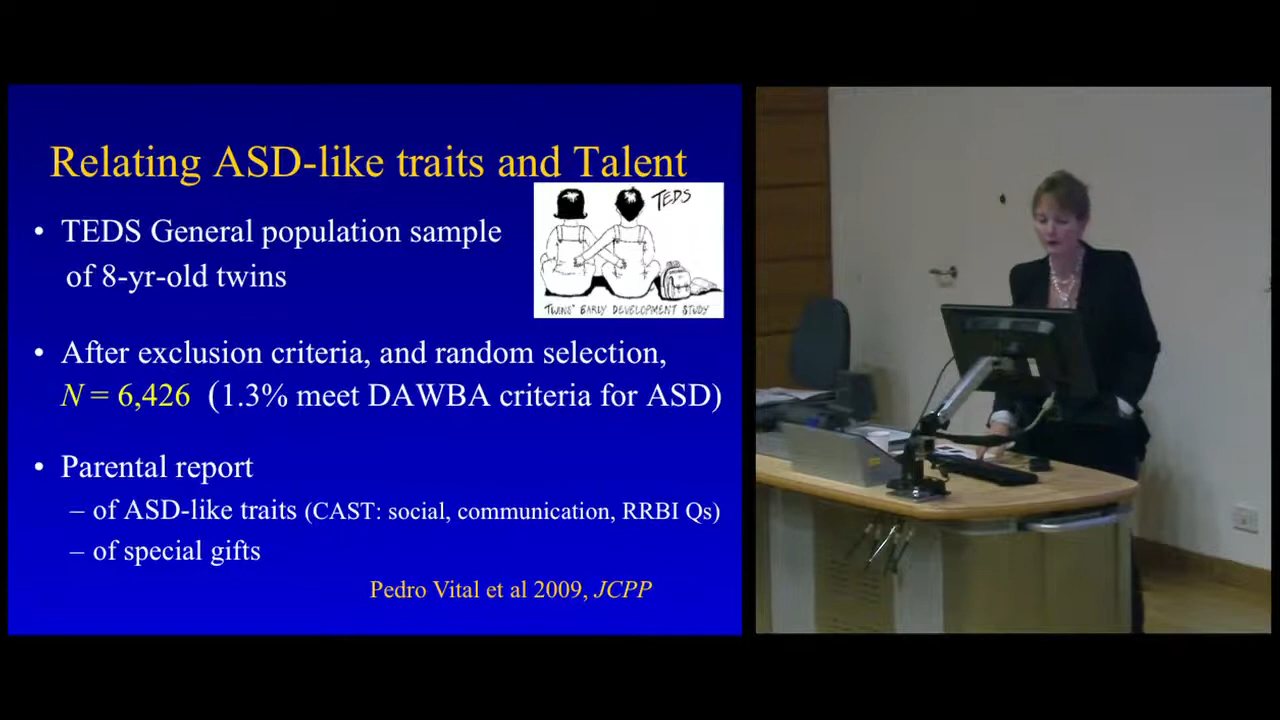 Relating ASD-like traits and Talent
• TEDS General population sample
of 8-yr-old twins
TEDS
TWINS' EARLY DEVELOPMENT STUDY
• After exclusion criteria, and random selection,
N = 6,426 (1.3% meet DAWBA criteria for ASD)
• Parental report
– of ASD-like traits (CAST: social, communication, RRBI Qs)
– of special gifts
Pedro Vital et al 2009, JCPP